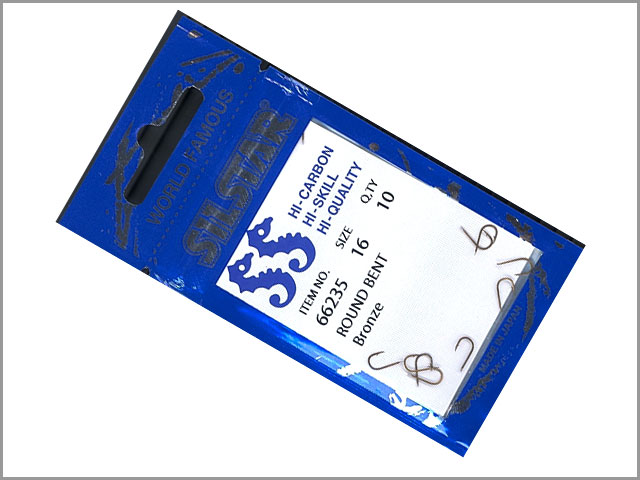 WORLD FAMOUS
SILSTAR®
HI-CARBON
HI-SKILL
HI-QUALITY
ITEM NO. SIZE Q.TY
66235 16 10
ROUND BENT
Bronze
MADE IN JAPAN